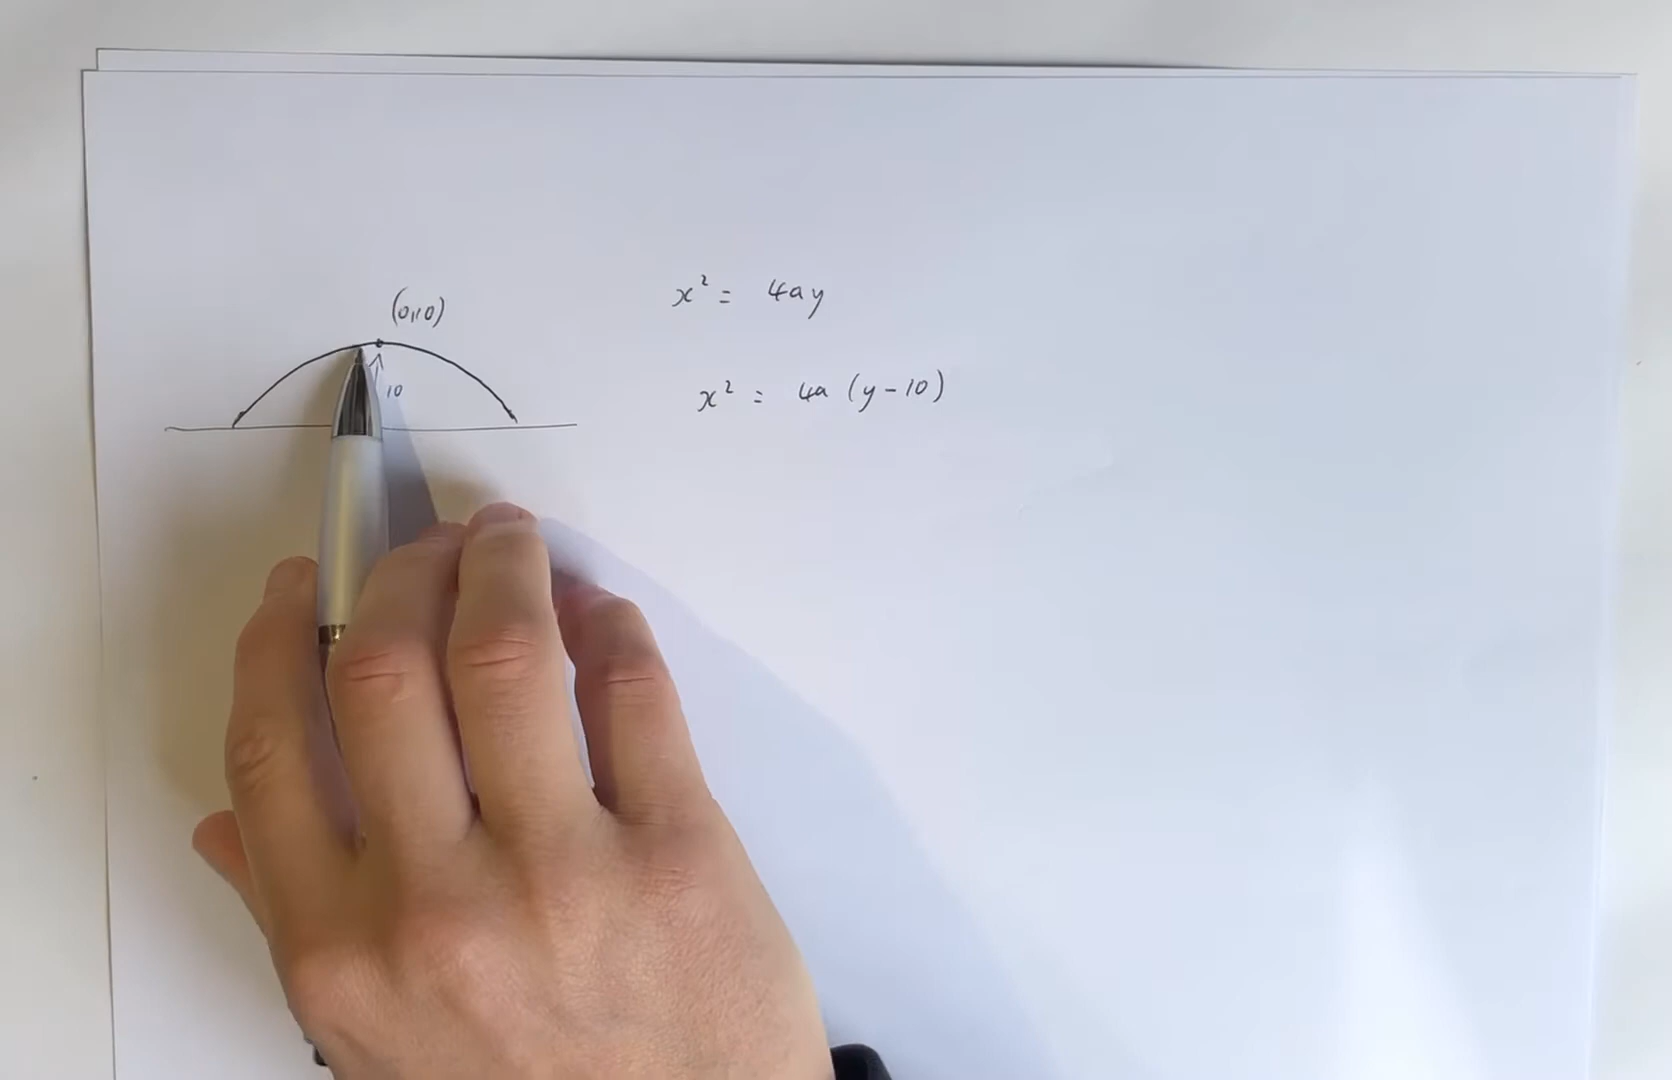 (0,10)
10
x² = 4ay
x² = 4a (y-10)